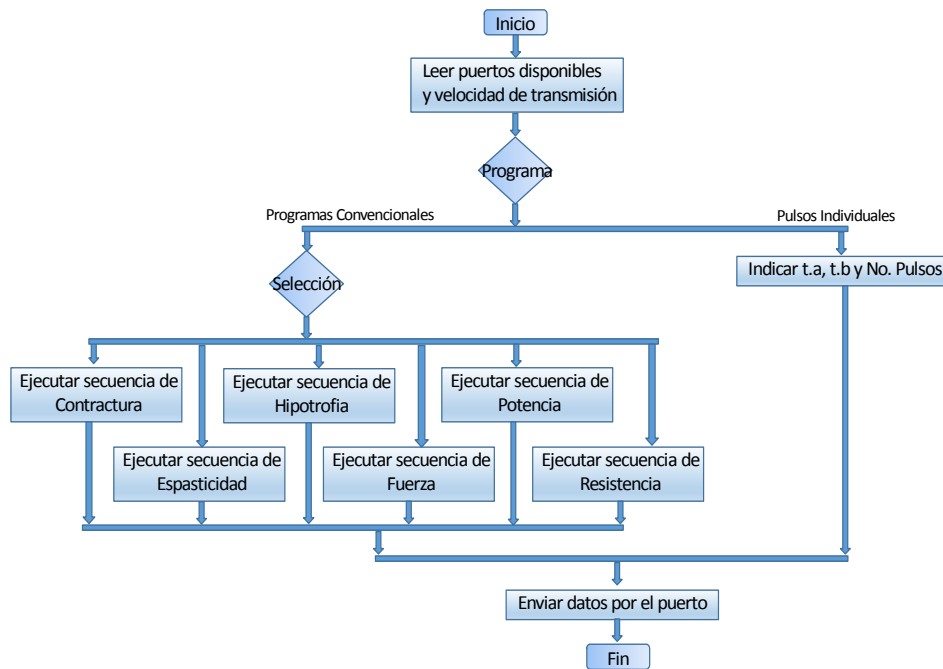 Inicio
Leer puertos disponibles
y velocidad de transmisión
Programa
Programas Convencionales
Pulsos Individuales
Selección
Indicar t.a, t.b y No. Pulsos
Ejecutar secuencia de
Contractura
Ejecutar secuencia de
Hipotrofia
Ejecutar secuencia de
Potencia
Ejecutar secuencia de
Espasticidad
Ejecutar secuencia de
Fuerza
Ejecutar secuencia de
Resistencia
Enviar datos por el puerto
Fin